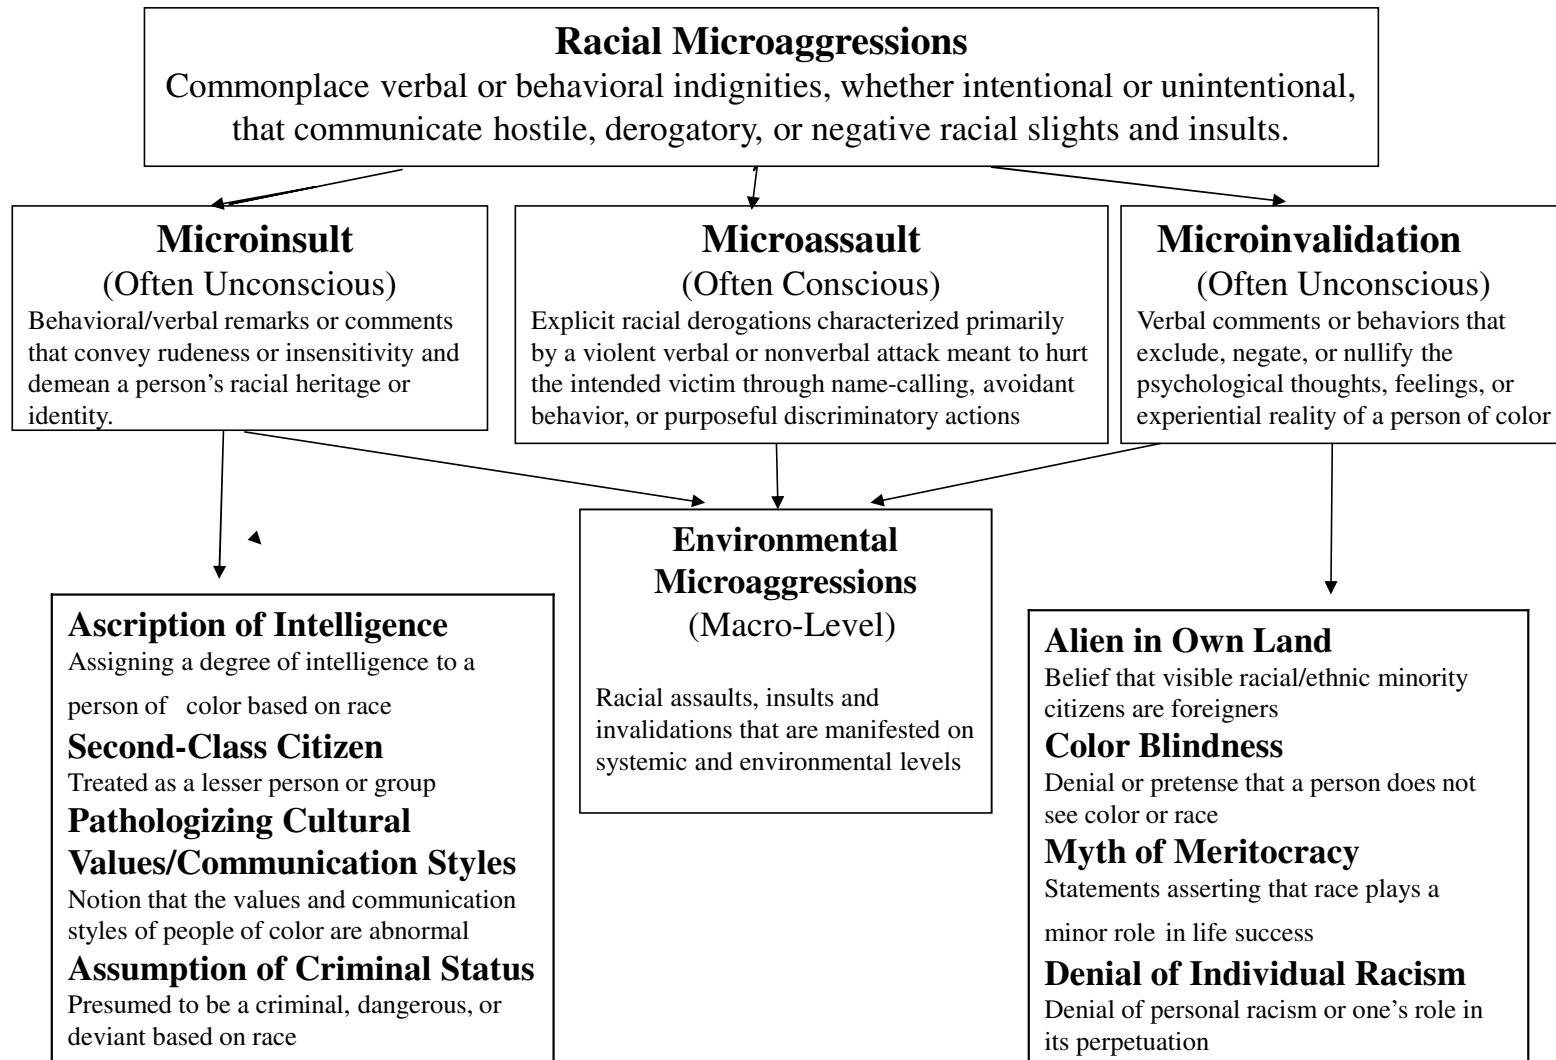 Racial Microaggressions
Commonplace verbal or behavioral indignities, whether intentional or unintentional,
that communicate hostile, derogatory, or negative racial slights and insults.
Microinsult
(Often Unconscious)
Behavioral/verbal remarks or comments
that convey rudeness or insensitivity and
demean a person’s racial heritage or
identity.
Microassault
(Often Conscious)
Explicit racial derogations characterized primarily
by a violent verbal or nonverbal attack meant to hurt
the intended victim through name-calling, avoidant
behavior, or purposeful discriminatory actions
Microinvalidation
(Often Unconscious)
Verbal comments or behaviors that
exclude, negate, or nullify the
psychological thoughts, feelings, or
experiential reality of a person of color
Environmental
Microaggressions
(Macro-Level)
Racial assaults, insults and
invalidations that are manifested on
systemic and environmental levels
Ascription of Intelligence
Assigning a degree of intelligence to a
person of color based on race
Second-Class Citizen
Treated as a lesser person or group
Pathologizing Cultural
Values/Communication Styles
Notion that the values and communication
styles of people of color are abnormal
Assumption of Criminal Status
Presumed to be a criminal, dangerous, or
deviant based on race
Alien in Own Land
Belief that visible racial/ethnic minority
citizens are foreigners
Color Blindness
Denial or pretense that a person does not
see color or race
Myth of Meritocracy
Statements asserting that race plays a
minor role in life success
Denial of Individual Racism
Denial of personal racism or one’s role in
its perpetuation